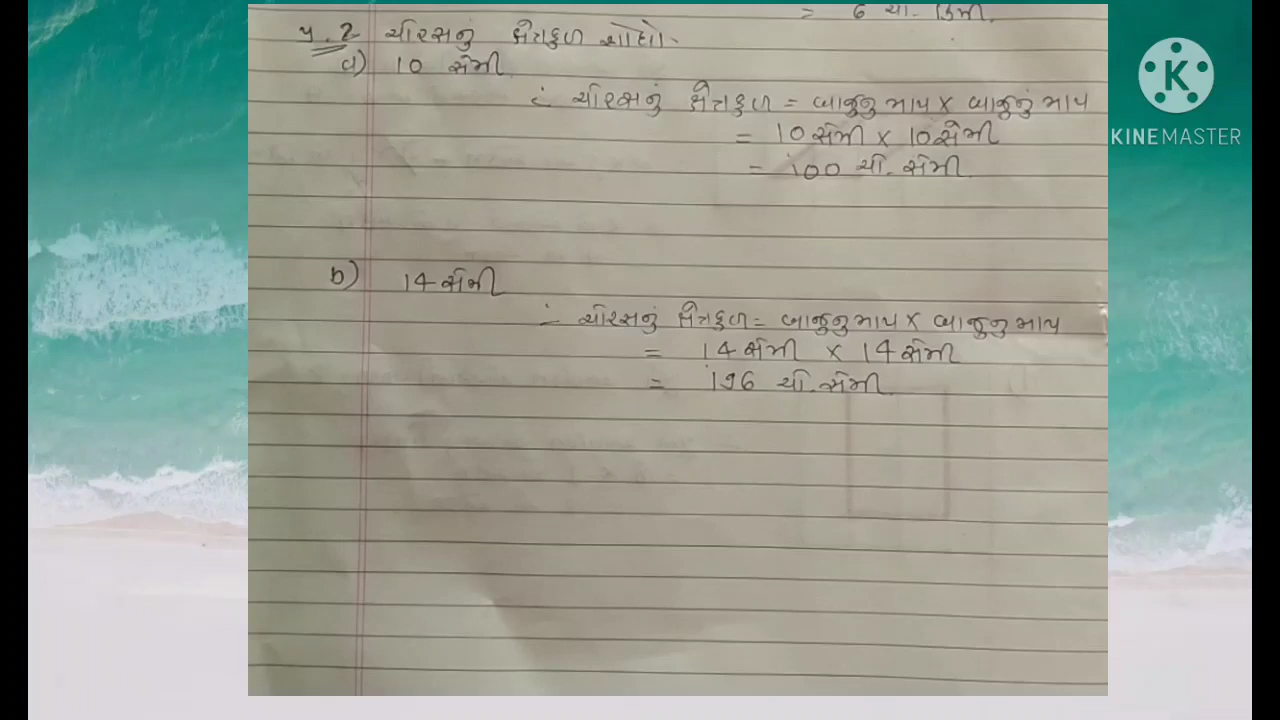 = 6 ચો. કિમી.
પ્ર.2 ચોરસનું ક્ષેત્રફળ શોધો.
a) 10 સેમી
∴ ચોરસનું ક્ષેત્રફળ = બાજુનુ માપ × બાજુનું માપ
= 10 સેમી × 10 સેમી
= 100 ચો. સેમી
b) 14 સેમી
∴ ચોરસનું ક્ષેત્રફળ = બાજુનુ માપ × બાજુનુ માપ
= 14 સેમી × 14 સેમી
= 196 ચો. સેમી
K
KINEMASTER